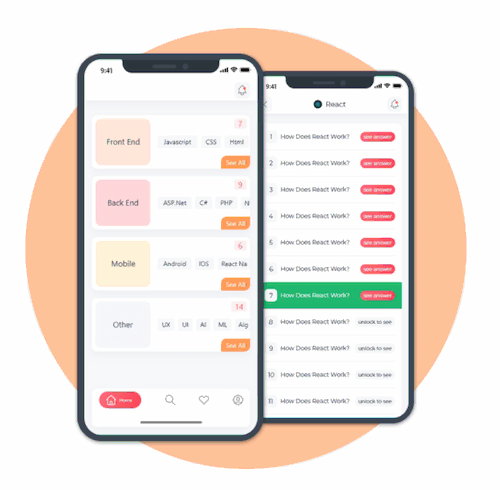 9:41
7
Front End
Javascript CSS Html
See All
9
Back End
ASP.Net C# PHP N
See All
6
Mobile
Android IOS React Na
See All
14
Other
UX UI AI ML Alg
See All
Home
9:41
React
1 How Does React Work? see answer
2 How Does React Work? see answer
3 How Does React Work? see answer
4 How Does React Work? see answer
5 How Does React Work? see answer
6 How Does React Work? see answer
7 How Does React Work? see answer
8 How Does React Work? unlock to see
9 How Does React Work? unlock to see
10 How Does React Work? unlock to see
11 How Does React Work? unlock to see